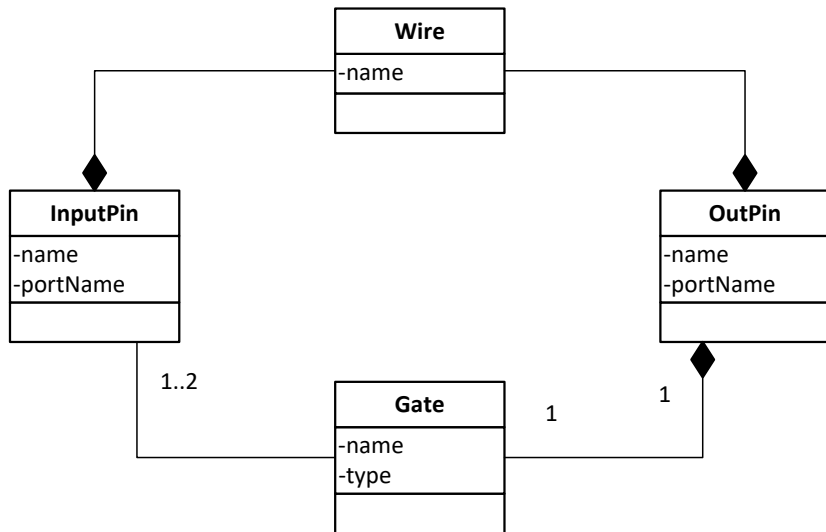 Wire
-name
InputPin
-name
-portName
OutPin
-name
-portName
1..2
1
1
Gate
-name
-type